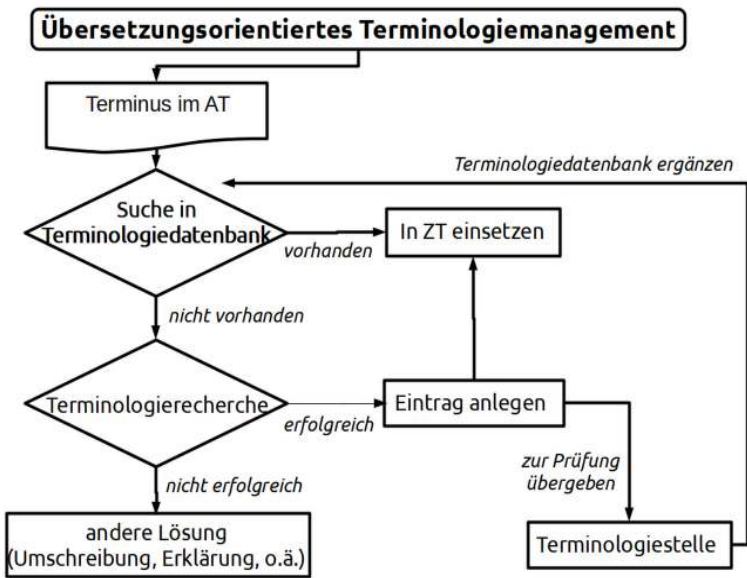 Übersetzungsorientiertes Terminologiemanagement
Terminus im AT
Terminologiedatenbank ergänzen
Suche in
Terminologiedatenbank
vorhanden
In ZT einsetzen
nicht vorhanden
Terminologierecherche
erfolgreich
Eintrag anlegen
zur Prüfung
übergeben
nicht erfolgreich
andere Lösung
(Umschreibung, Erklärung, o.ä.)
Terminologiestelle